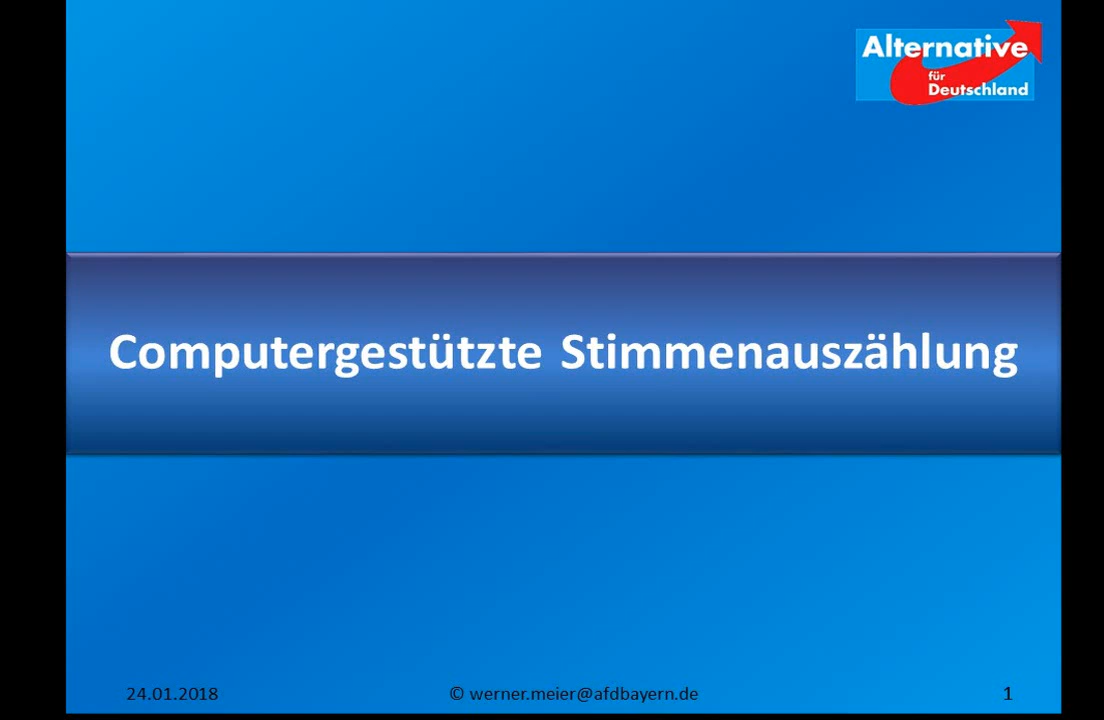 Alternative
für
Deutschland
Computergestützte Stimmenauszählung
24.01.2018 © werner.meier@afdbayern.de 1